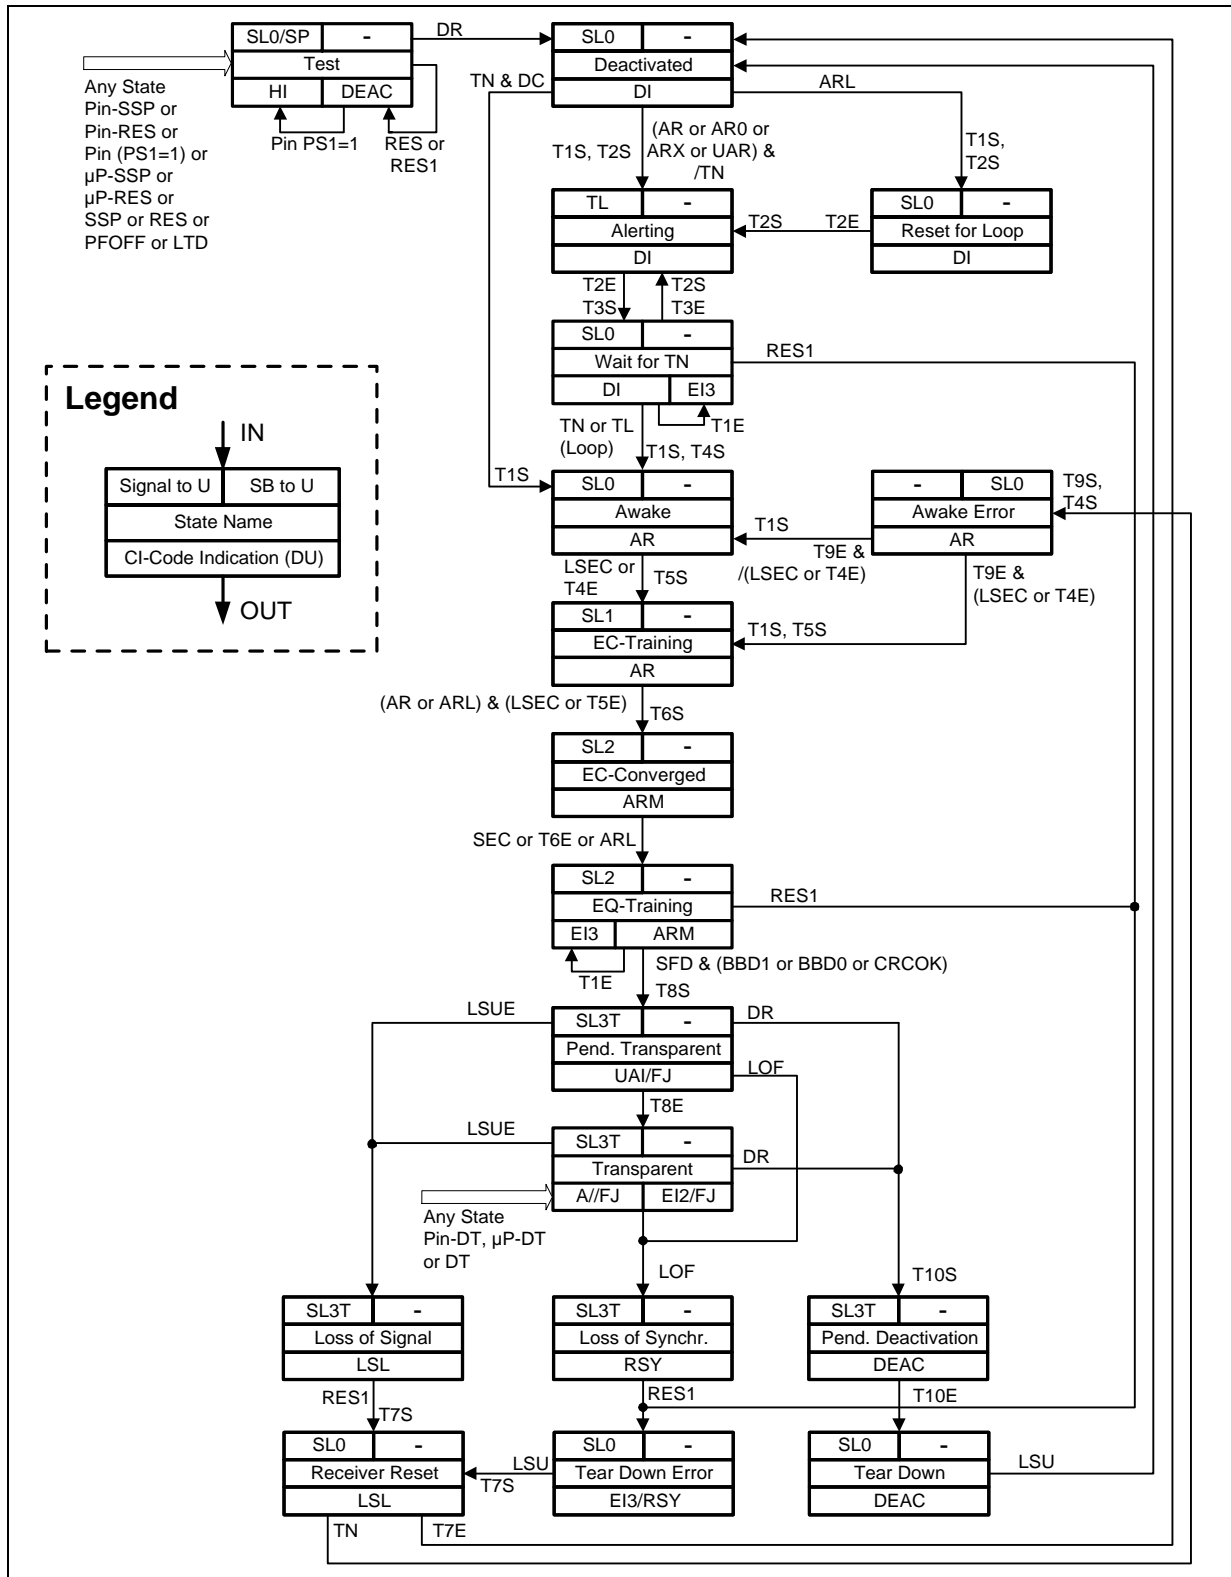 SL0/SP -
Test
HI DEAC
DR
Any State
Pin-SSP or
Pin-RES or
Pin (PS1=1) or
µP-SSP or
µP-RES or
SSP or RES or
PFOFF or LTD
Pin PS1=1
RES or
RES1
SL0 -
Deactivated
DI
TN & DC
ARL
T1S, T2S
(AR or AR0 or
ARX or UAR) &
/TN
T1S,
T2S
TL -
Alerting
DI
T2S
T2E
SL0 -
Reset for Loop
DI
T2E
T3S
T2S
T3E
SL0 -
Wait for TN
DI EI3
RES1
T1E
TN or TL
(Loop)
T1S, T4S
T1S
Legend
IN
Signal to U SB to U
State Name
CI-Code Indication (DU)
OUT
SL0 -
Awake
AR
T1S
- SL0
Awake Error
AR
T9S,
T4S
T9E &
/(LSEC or T4E)
T9E &
(LSEC or T4E)
LSEC or
T4E
T5S
SL1 -
EC-Training
AR
T1S, T5S
(AR or ARL) & (LSEC or T5E)
T6S
SL2 -
EC-Converged
ARM
SEC or T6E or ARL
SL2 -
EQ-Training
EI3 ARM
RES1
T1E
SFD & (BBD1 or BBD0 or CRCOK)
T8S
LSUE
SL3T -
Pend. Transparent
UAI/FJ
DR
LOF
T8E
LSUE
SL3T -
Transparent
A//FJ EI2/FJ
DR
Any State
Pin-DT, µP-DT
or DT
LOF
T10S
SL3T -
Loss of Signal
LSL
SL3T -
Loss of Synchr.
RSY
SL3T -
Pend. Deactivation
DEAC
RES1
T7S
RES1
T10E
SL0 -
Receiver Reset
LSL
LSU
T7S
SL0 -
Tear Down Error
EI3/RSY
SL0 -
Tear Down
DEAC
LSU
TN
T7E